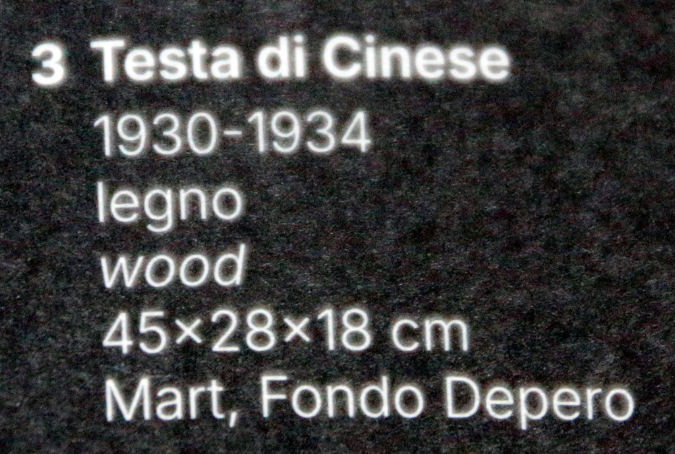 3 Testa di Cinese
1930-1934
legno
wood
45×28×18 cm
Mart, Fondo Depero